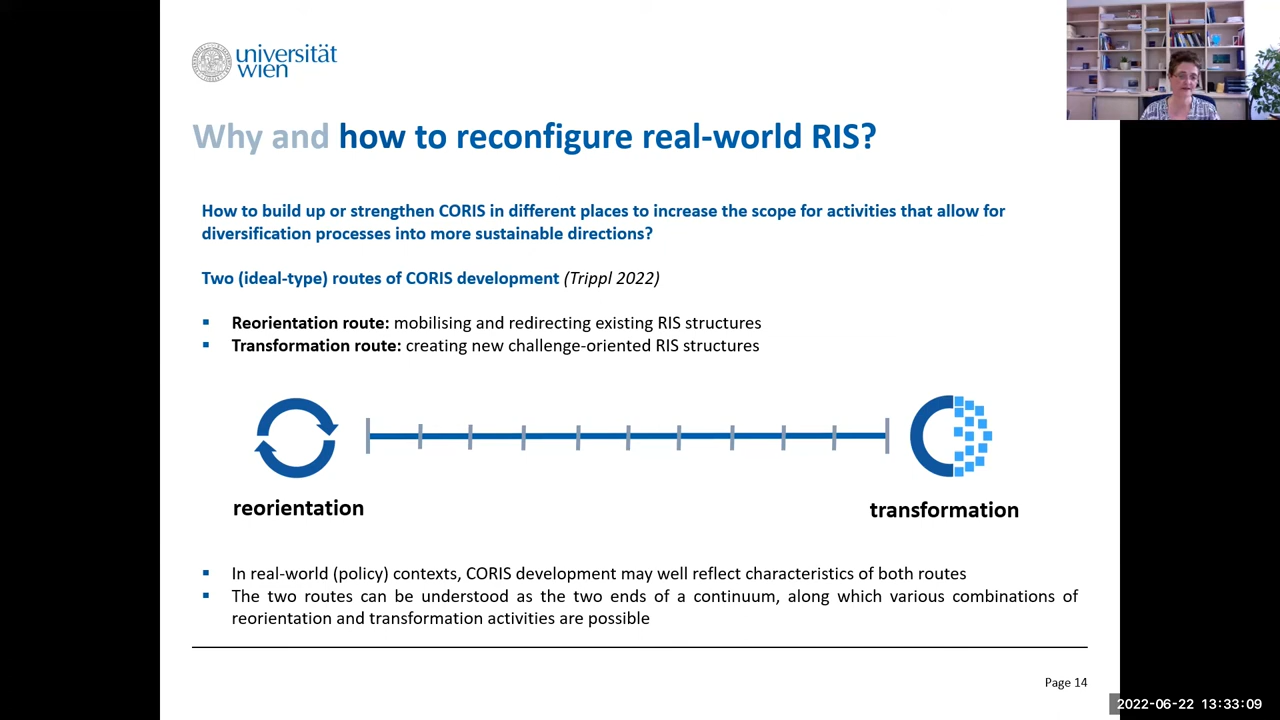 universität
wien
Why and how to reconfigure real-world RIS?
How to build up or strengthen CORIS in different places to increase the scope for activities that allow for
diversification processes into more sustainable directions?
Two (ideal-type) routes of CORIS development (Trippl 2022)
▪ Reorientation route: mobilising and redirecting existing RIS structures
▪ Transformation route: creating new challenge-oriented RIS structures
reorientation
transformation
▪ In real-world (policy) contexts, CORIS development may well reflect characteristics of both routes
▪ The two routes can be understood as the two ends of a continuum, along which various combinations of
reorientation and transformation activities are possible
Page 14
2022-06-22 13:33:09